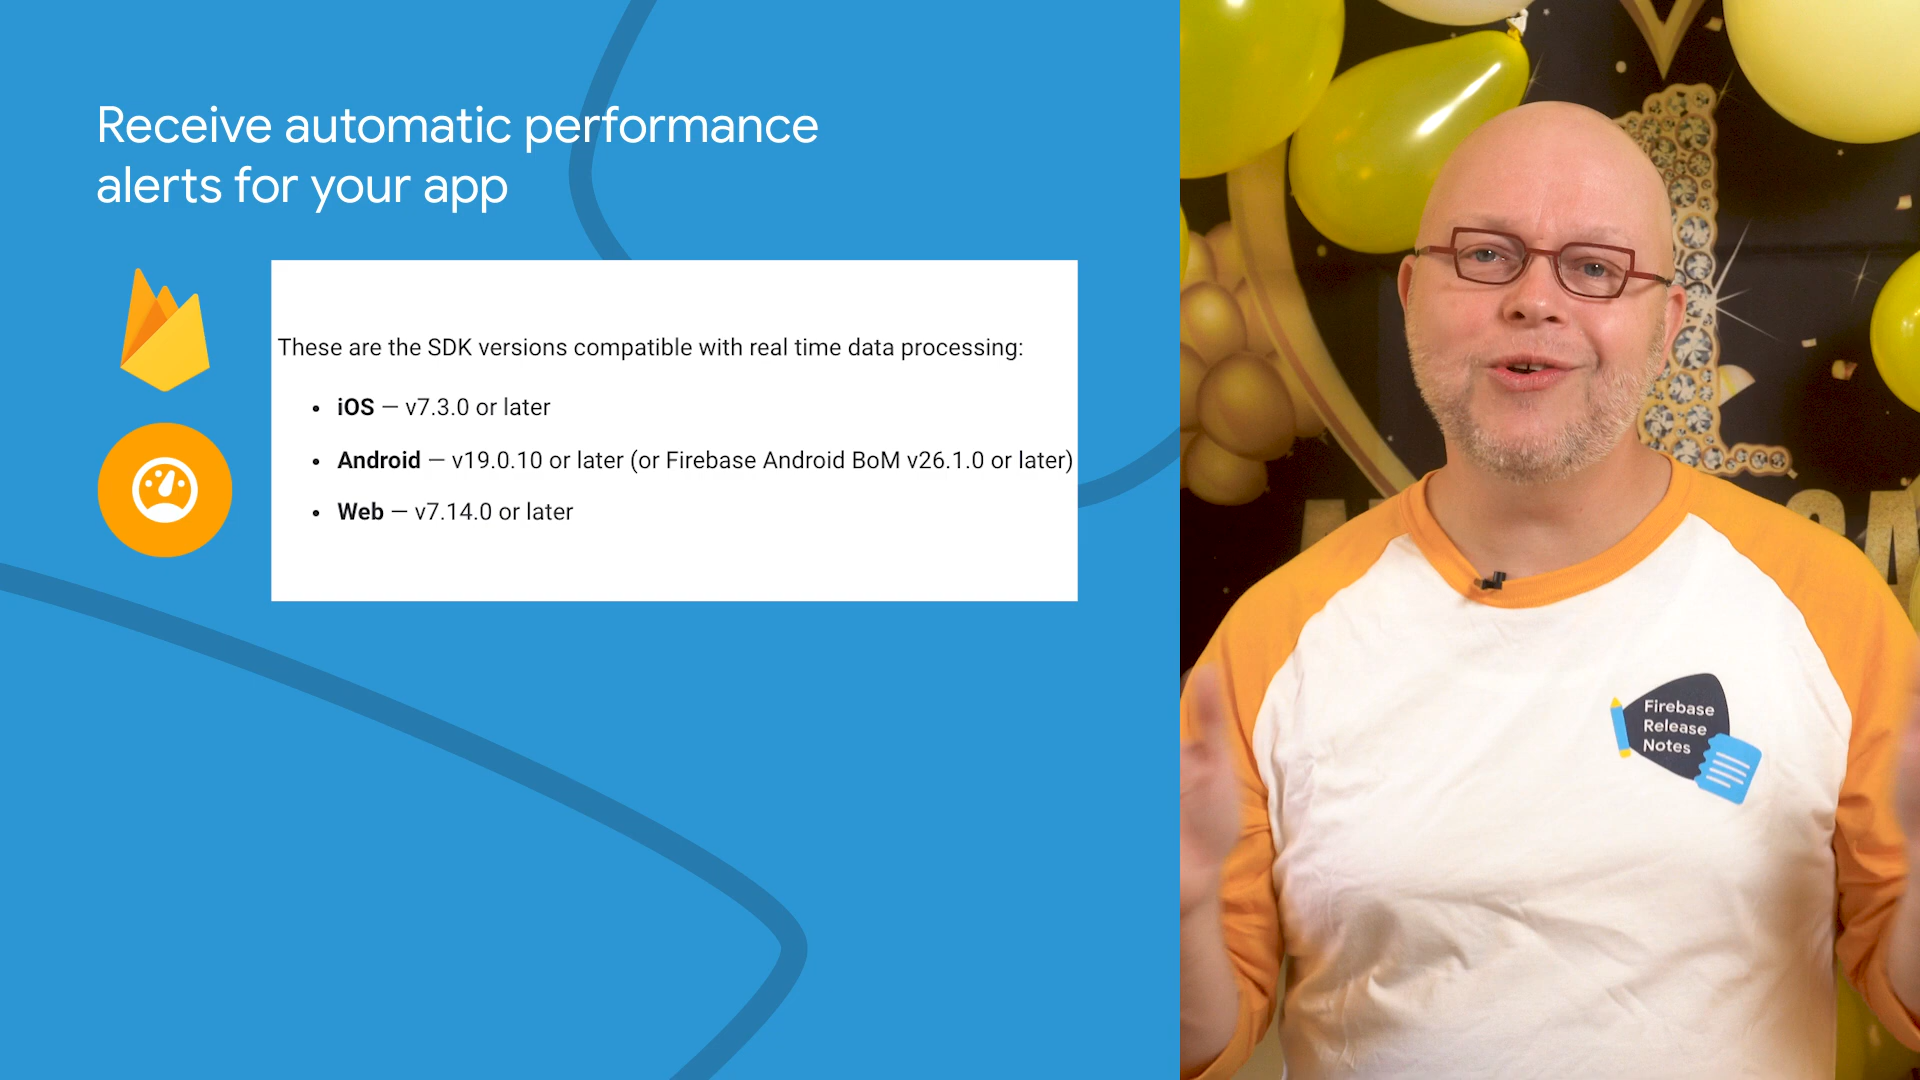 Receive automatic performance
alerts for your app
These are the SDK versions compatible with real time data processing:
• iOS — v7.3.0 or later
• Android — v19.0.10 or later (or Firebase Android BoM v26.1.0 or later)
• Web — v7.14.0 or later
Firebase
Release
Notes